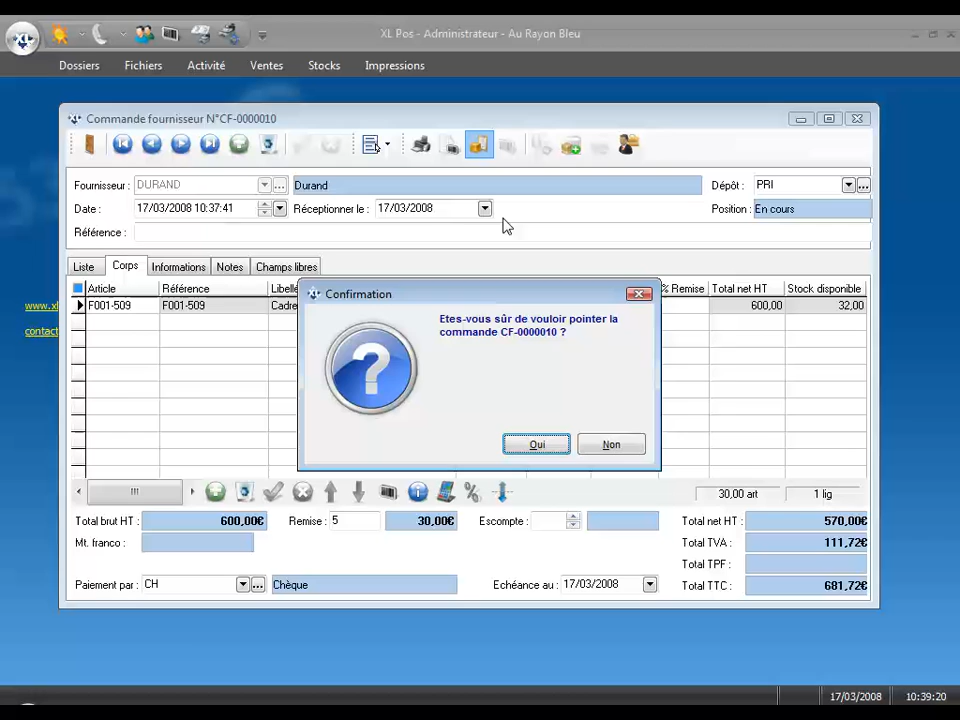 XL Pos - Administrateur - Au Rayon Bleu
Dossiers Fichiers Activité Ventes Stocks Impressions
Commande fournisseur N°CF-0000010
Fournisseur : DURAND Durand Dépôt : PRI
Date : 17/03/2008 10:37:41 Réceptionner le : 17/03/2008 Position : En cours
Référence :
Liste Corps Informations Notes Champs libres
Article Référence Libellé % Remise Total net HT Stock disponible
F001-509 F001-509 Cadre 600,00 32,00
www.xl
contact
Confirmation
Etes-vous sûr de vouloir pointer la
commande CF-0000010 ?
Oui Non
30,00 art 1 lig
Total brut HT : 600,00€ Remise : 5 30,00€ Escompte : Total net HT : 570,00€
Mt. franco : Total TVA : 111,72€
Total TPF :
Paiement par : CH Chèque Echéance au : 17/03/2008 Total TTC : 681,72€
17/03/2008 10:39:20